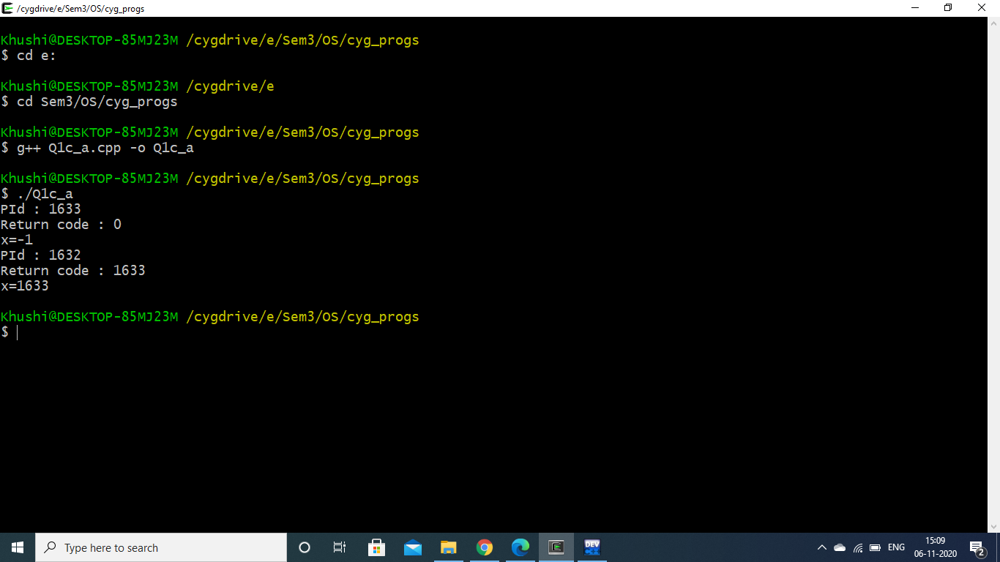 /cygdrive/e/Sem3/OS/cyg_progs
Khushi@DESKTOP-85MJ23M /cygdrive/e/Sem3/OS/cyg_progs
$ cd e:
Khushi@DESKTOP-85MJ23M /cygdrive/e
$ cd Sem3/OS/cyg_progs
Khushi@DESKTOP-85MJ23M /cygdrive/e/Sem3/OS/cyg_progs
$ g++ Q1c_a.cpp -o Q1c_a
Khushi@DESKTOP-85MJ23M /cygdrive/e/Sem3/OS/cyg_progs
$ ./Q1c_a
PId : 1633
Return code : 0
x=-1
PId : 1632
Return code : 1633
x=1633
Khushi@DESKTOP-85MJ23M /cygdrive/e/Sem3/OS/cyg_progs
$
Type here to search
DEV
ENG
15:09
06-11-2020
2